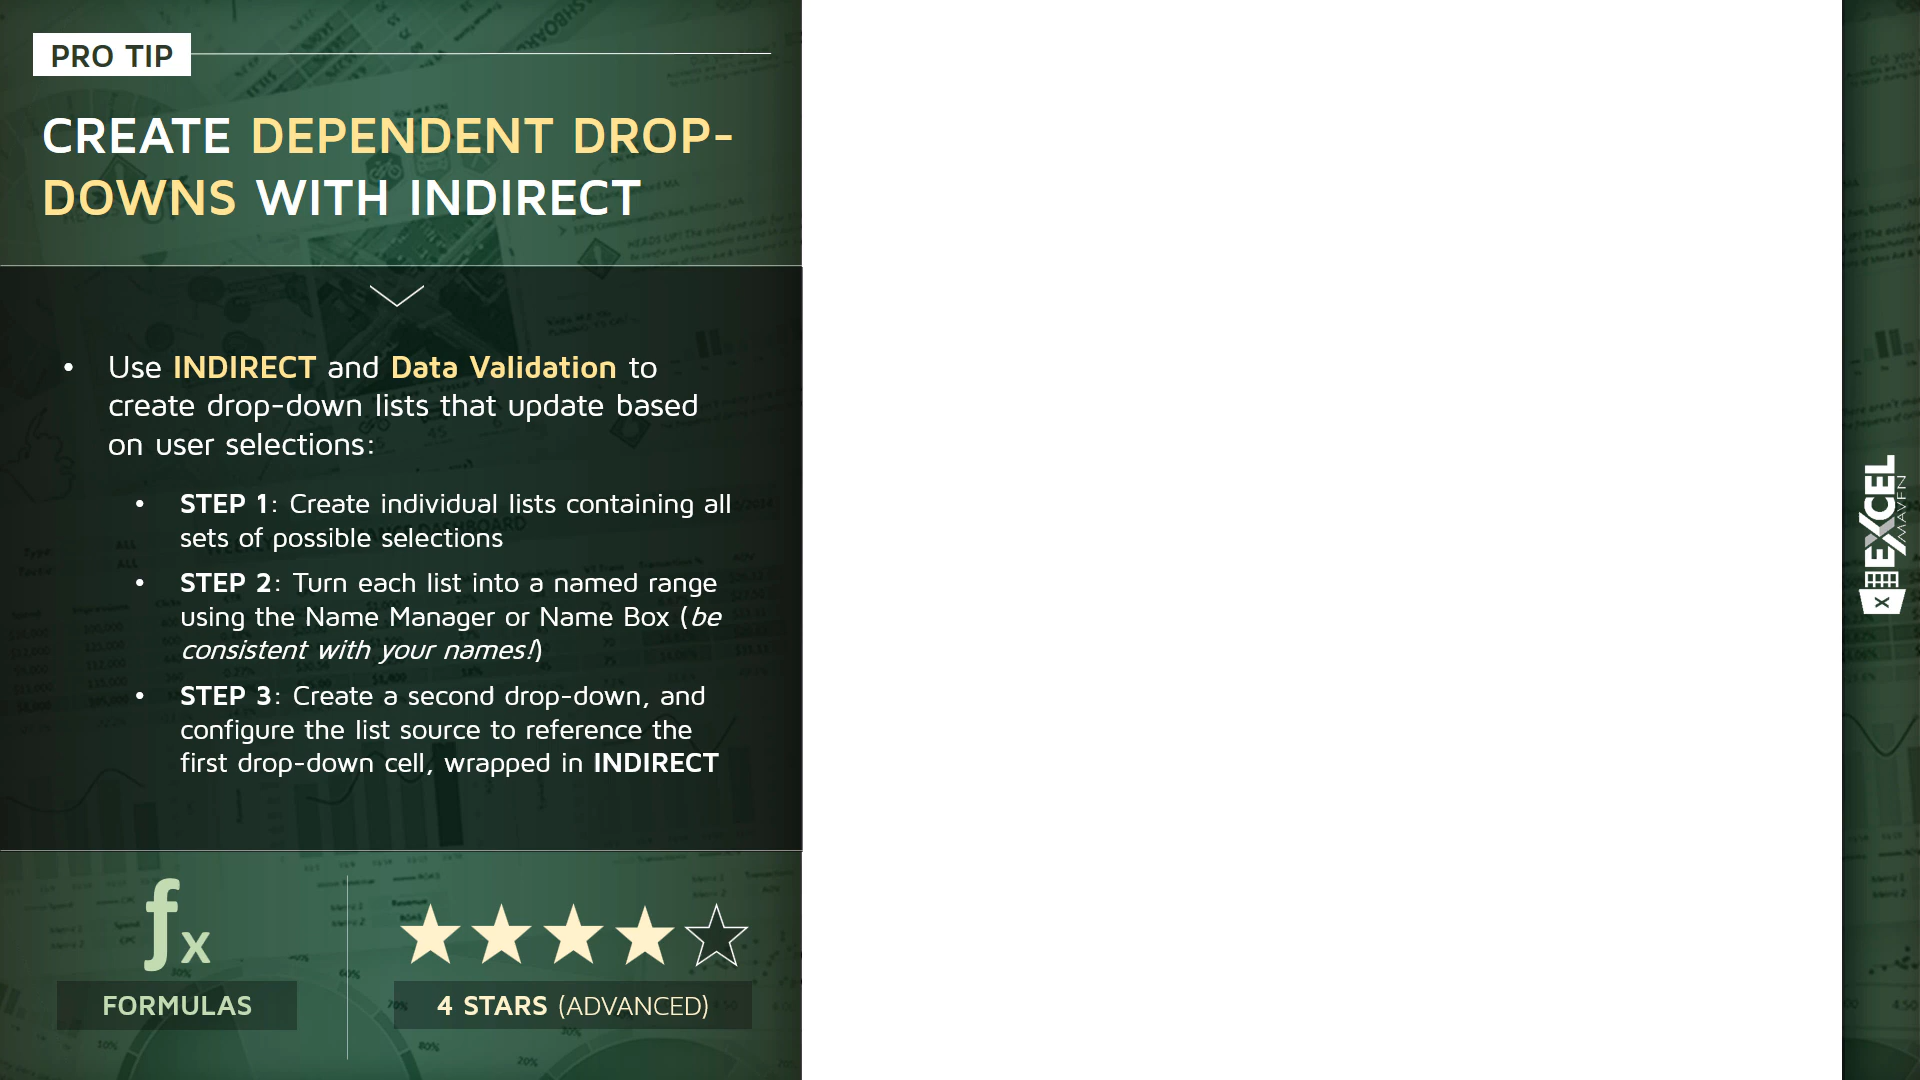 PRO TIP
CREATE DEPENDENT DROP-
DOWNS WITH INDIRECT
• Use INDIRECT and Data Validation to
create drop-down lists that update based
on user selections:
• STEP 1: Create individual lists containing all
sets of possible selections
• STEP 2: Turn each list into a named range
using the Name Manager or Name Box (be
consistent with your names!)
• STEP 3: Create a second drop-down, and
configure the list source to reference the
first drop-down cell, wrapped in INDIRECT
fx
FORMULAS
4 STARS (ADVANCED)
X EXCEL
MAVEN